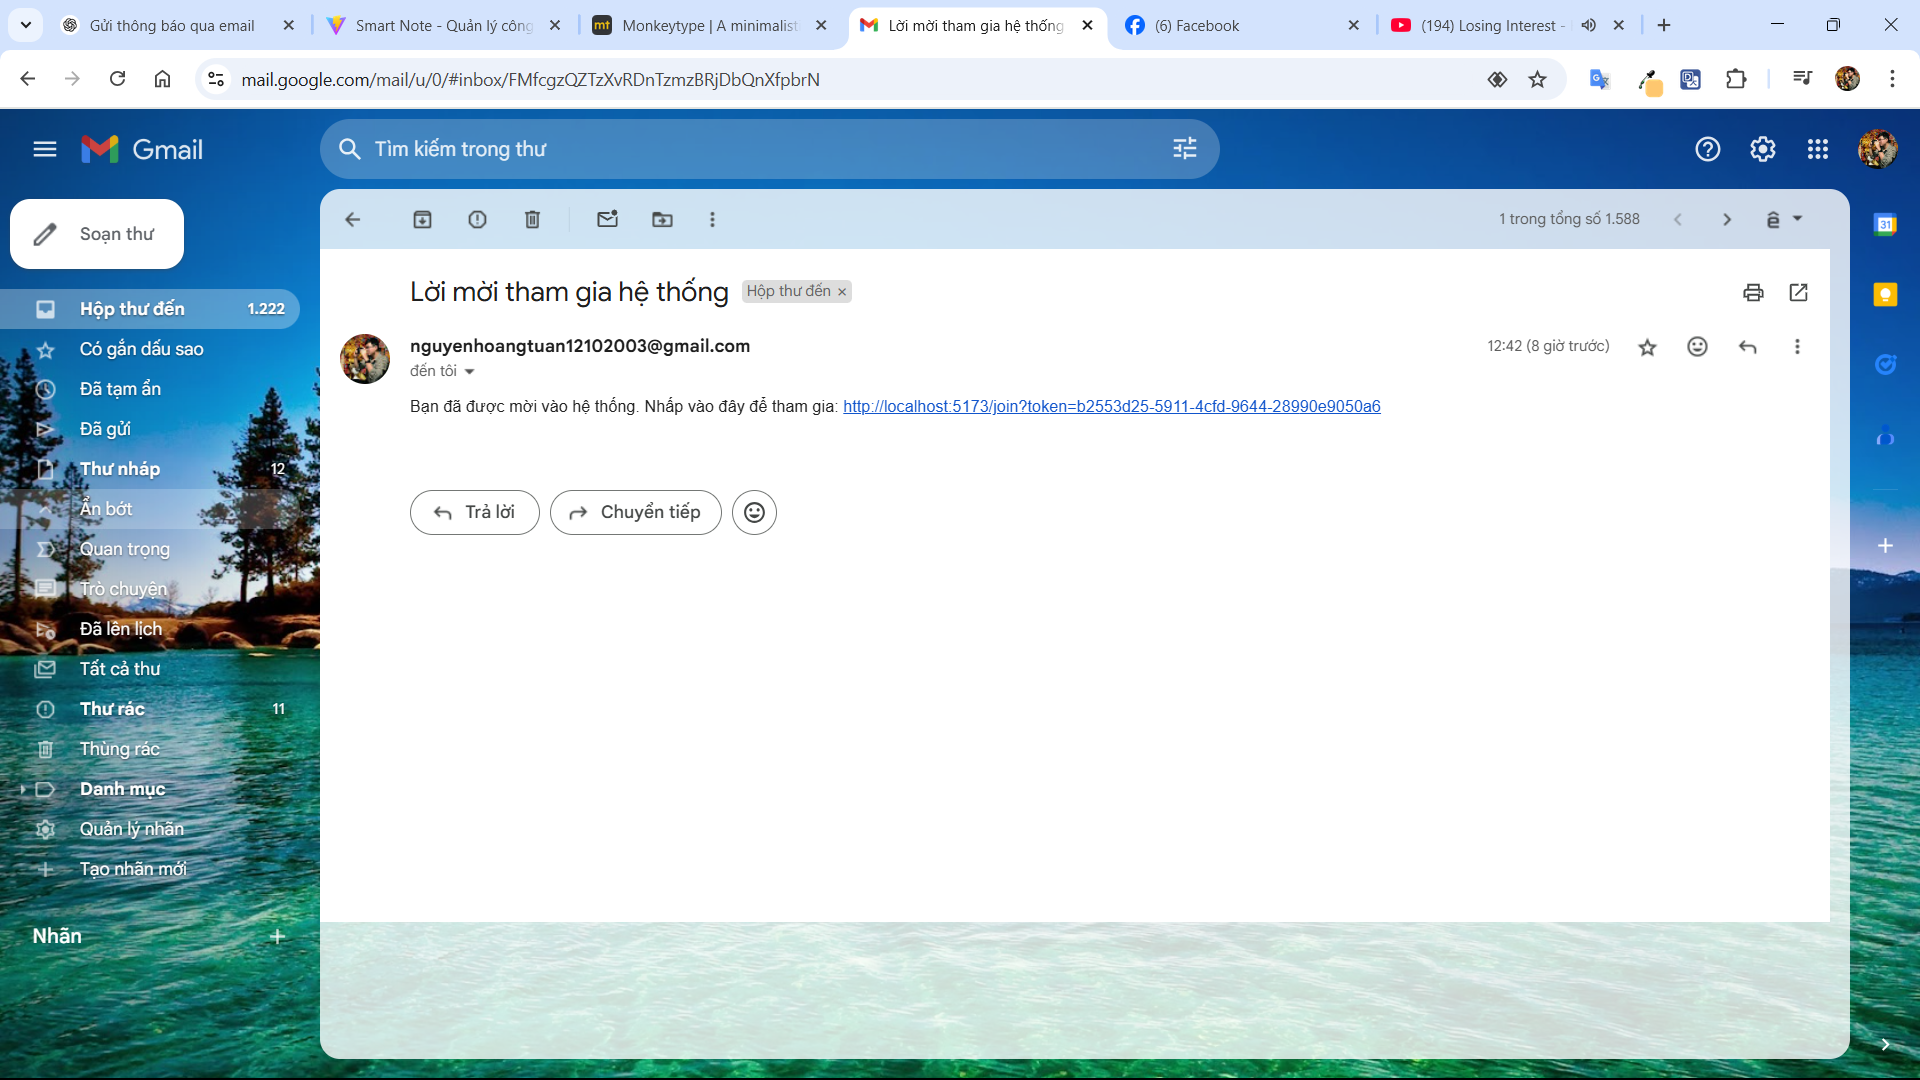 Gửi thông báo qua email
Smart Note - Quản lý công
mt
Monkeytype | A minimalist
Lời mời tham gia hệ thống
(6) Facebook
(194) Losing Interest -
mail.google.com/mail/u/0/#inbox/FMfcgzQZTzXvRDnTzmzBRjDbQnXfpbrN
Gmail
Tìm kiếm trong thư
Soạn thư
1 trong tổng số 1.588
ê
31
Lời mời tham gia hệ thống
Hộp thư đến ×
Hộp thư đến 1.222
Có gắn dấu sao
Đã tạm ẩn
Đã gửi
Thư nháp 12
Ẩn bớt
Quan trọng
Trò chuyện
Đã lên lịch
Tất cả thư
Thư rác 11
Thùng rác
Danh mục
Quản lý nhãn
Tạo nhãn mới
Nhãn
nguyenhoangtuan12102003@gmail.com
12:42 (8 giờ trước)
đến tôi
Bạn đã được mời vào hệ thống. Nhấp vào đây để tham gia: http://localhost:5173/join?token=b2553d25-5911-4cfd-9644-28990e9050a6
Trả lời
Chuyển tiếp